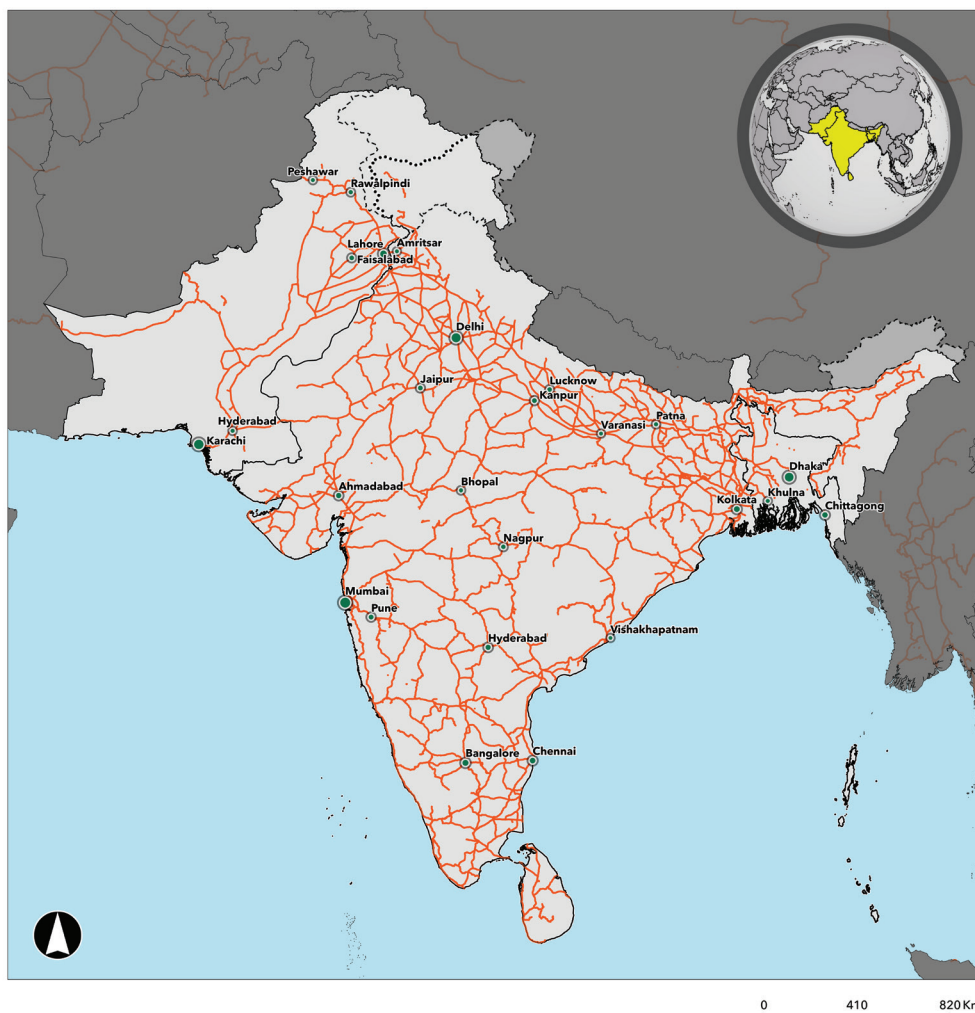 Peshawar
Rawalpindi
Lahore
Amritsar
Faisalabad
Delhi
Jaipur
Lucknow
Kanpur
Hyderabad
Karachi
Varanasi
Patna
Ahmadabad
Bhopal
Dhaka
Kolkata
Khulna
Chittagong
Nagpur
Mumbai
Pune
Hyderabad
Vishakhapatnam
Bangalore
Chennai
0 410 820 Km